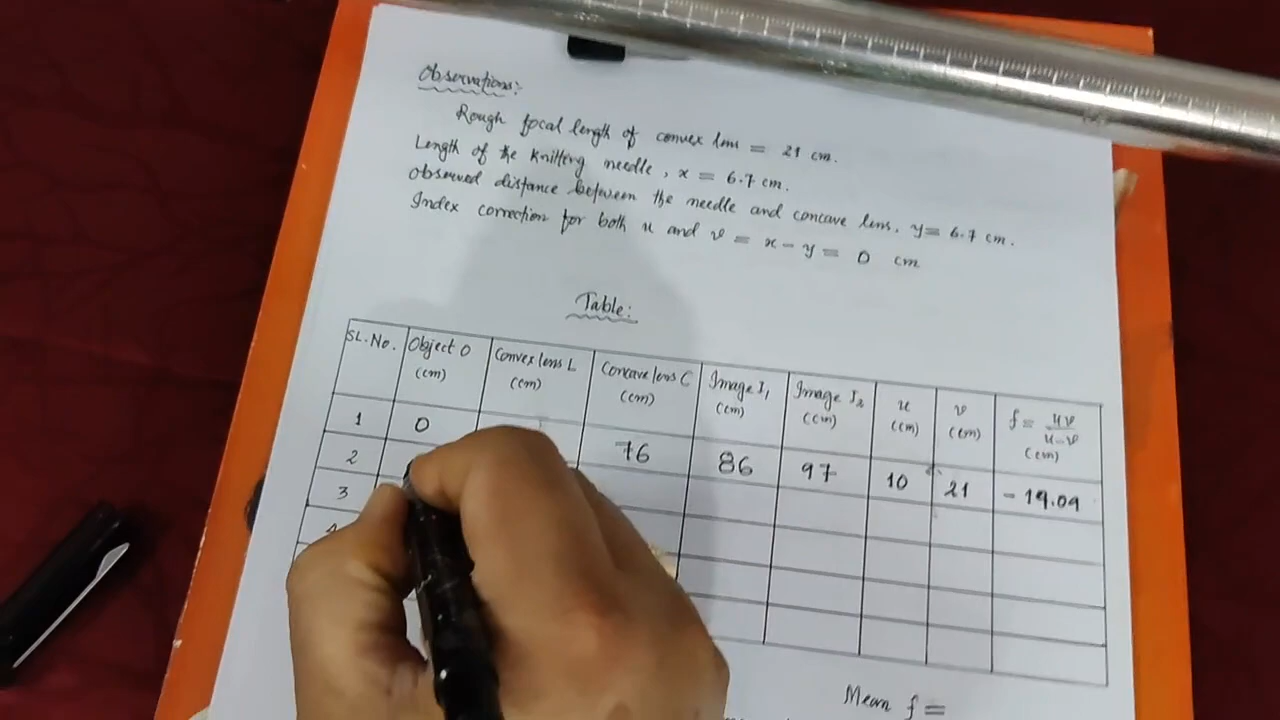 Observations:
Rough focal length of convex lens = 21 cm.
Length of the knitting needle, x = 6.7 cm.
Observed distance between the needle and concave lens, y = 6.7 cm.
Index correction for both u and v = x - y = 0 cm
Table:
SL. No. Object O (cm) Convex lens L (cm) Concave lens C (cm) Image I₁ (cm) Image I₂ (cm) u (cm) v (cm) f = uv/u-v (cm)
1 0 76 86 97 10 21 -19.09
2
3
Mean f =